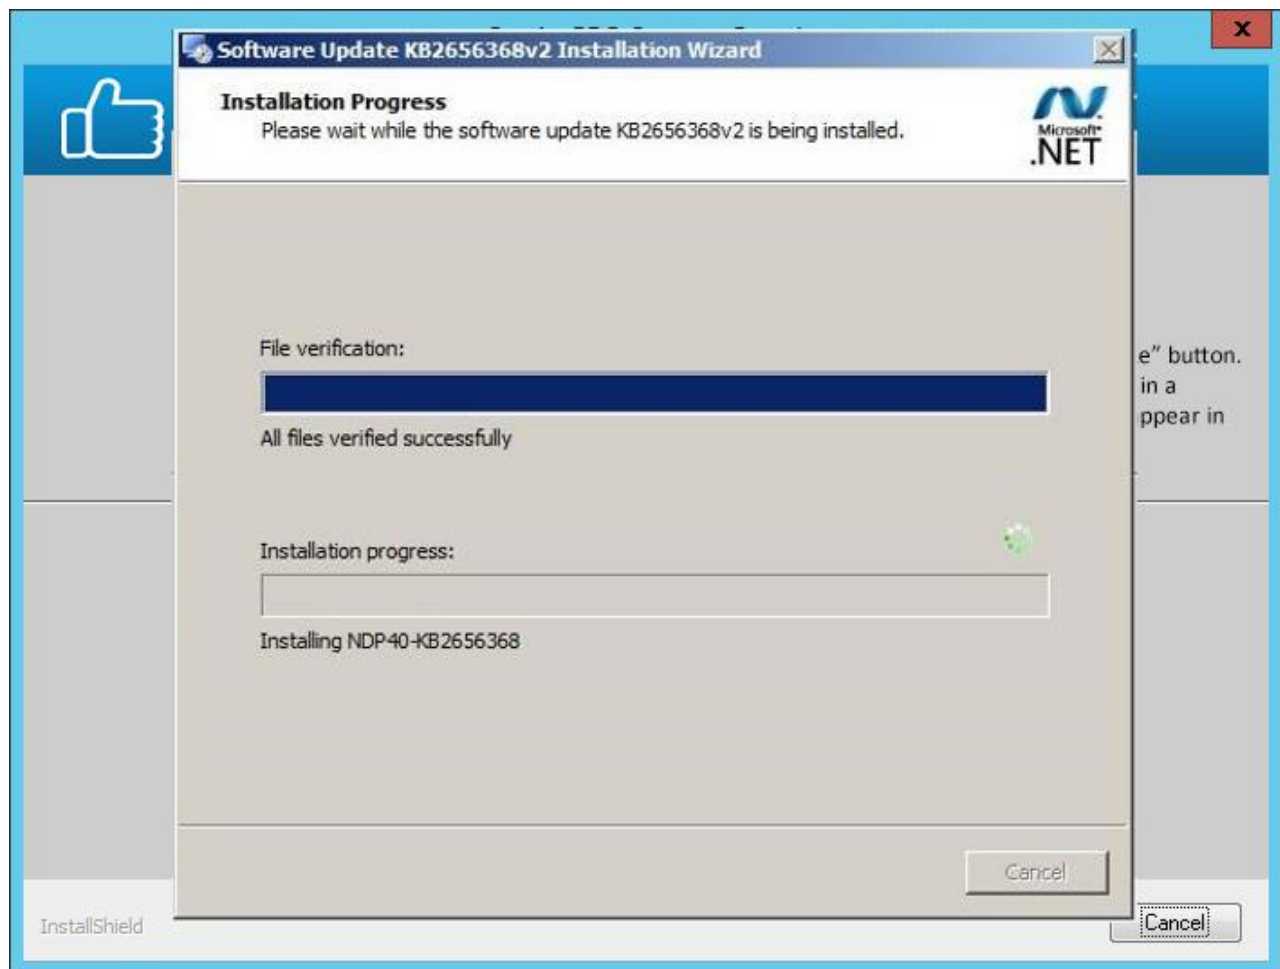 X
Software Update KB2656368v2 Installation Wizard
Installation Progress
Please wait while the software update KB2656368v2 is being installed.
Microsoft
.NET
File verification:
e” button.
in a
ppear in
All files verified successfully
Installation progress:
Installing NDP40-KB2656368
Cancel
InstallShield
Cancel